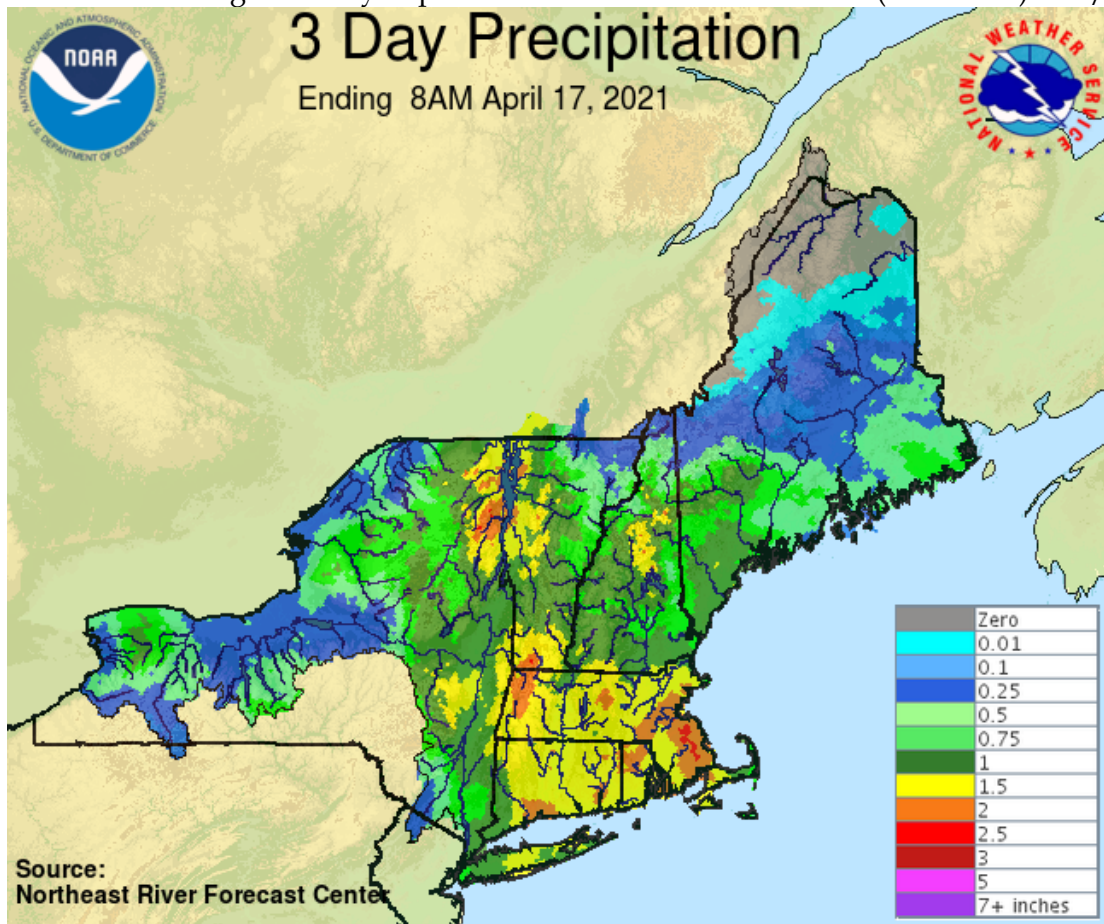 3 Day Precipitation
Ending 8AM April 17, 2021
NATIONAL OCEANIC AND ATMOSPHERIC ADMINISTRATION
NOAA
U.S. DEPARTMENT OF COMMERCE
NATIONAL WEATHER SERVICE
Zero
0.01
0.1
0.25
0.5
0.75
1
1.5
2
2.5
3
5
7+ inches
Source:
Northeast River Forecast Center